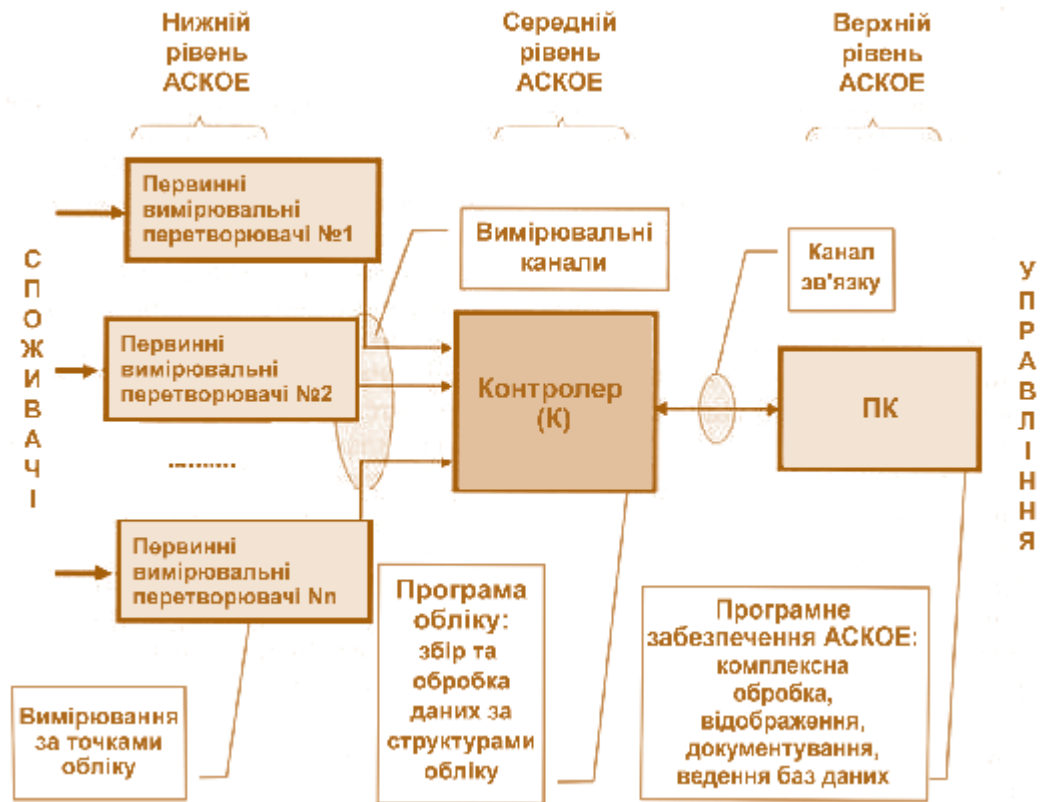 Нижній
рівень
АСКОЕ
Середній
рівень
АСКОЕ
Верхній
рівень
АСКОЕ
Первинні
вимірювальні
перетворювачі №1
Вимірювальні
канали
Канал
зв'язку
СПОЖИВАЧІ
Первинні
вимірювальні
перетворювачі №2
..........
Контролер
(К)
ПК
УПРАВЛІННЯ
Первинні
вимірювальні
перетворювачі Nn
Вимірювання
за точками
обліку
Програма
обліку:
збір та
обробка
даних за
структурами
обліку
Програмне
забезпечення АСКОЕ:
комплексна
обробка,
відображення,
документування,
ведення баз даних